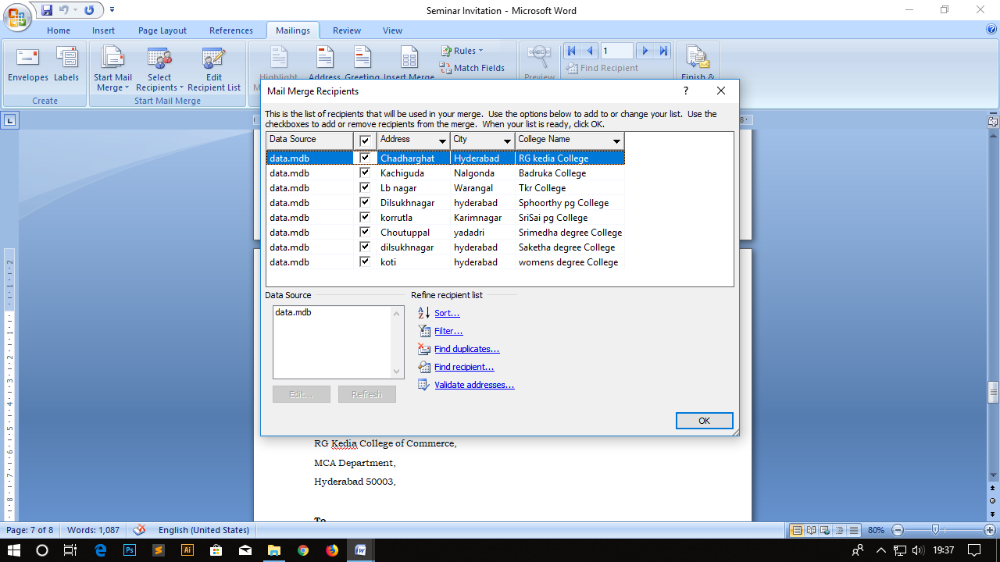 Seminar Invitation - Microsoft Word
Home Insert Page Layout References Mailings Review View
Envelopes Labels Start Mail Merge Select Recipients Edit Recipient List Highlight Address Greeting Insert Merge Rules Match Fields Preview 1 Find Recipient Finish &
Create Start Mail Merge
Mail Merge Recipients ?
This is the list of recipients that will be used in your merge. Use the options below to add to or change your list. Use the
checkboxes to add or remove recipients from the merge. When your list is ready, click OK.
Data Source Address City College Name
data.mdb Chadharghat Hyderabad RG kedia College
data.mdb Kachiguda Nalgonda Badruka College
data.mdb Lb nagar Warangal Tkr College
data.mdb Dilsukhnagar hyderabad Sphoorthy pg College
data.mdb korrutla Karimnagar SriSai pg College
data.mdb Choutuppal yadadri Srimedha degree College
data.mdb dilsukhnagar hyderabad Saketha degree College
data.mdb koti hyderabad womens degree College
Data Source Refine recipient list
data.mdb
Sort...
Filter...
Find duplicates...
Find recipient...
Validate addresses...
Edit... Refresh
OK
RG Kedia College of Commerce,
MCA Department,
Hyderabad 50003,
To
Page: 7 of 8 Words: 1,087 English (United States) 80%
19:37